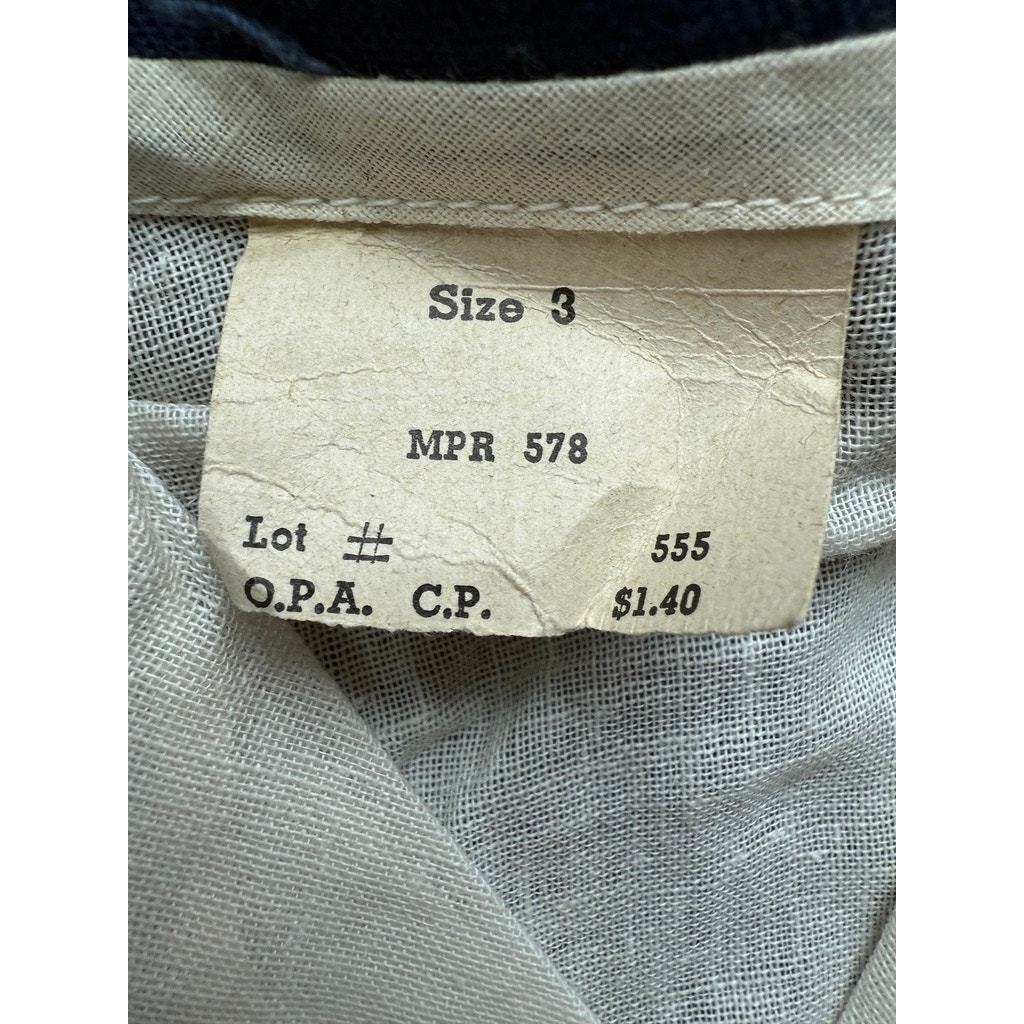 Size 3
MPR 578
Lot # 555
O.P.A. C.P. $1.40